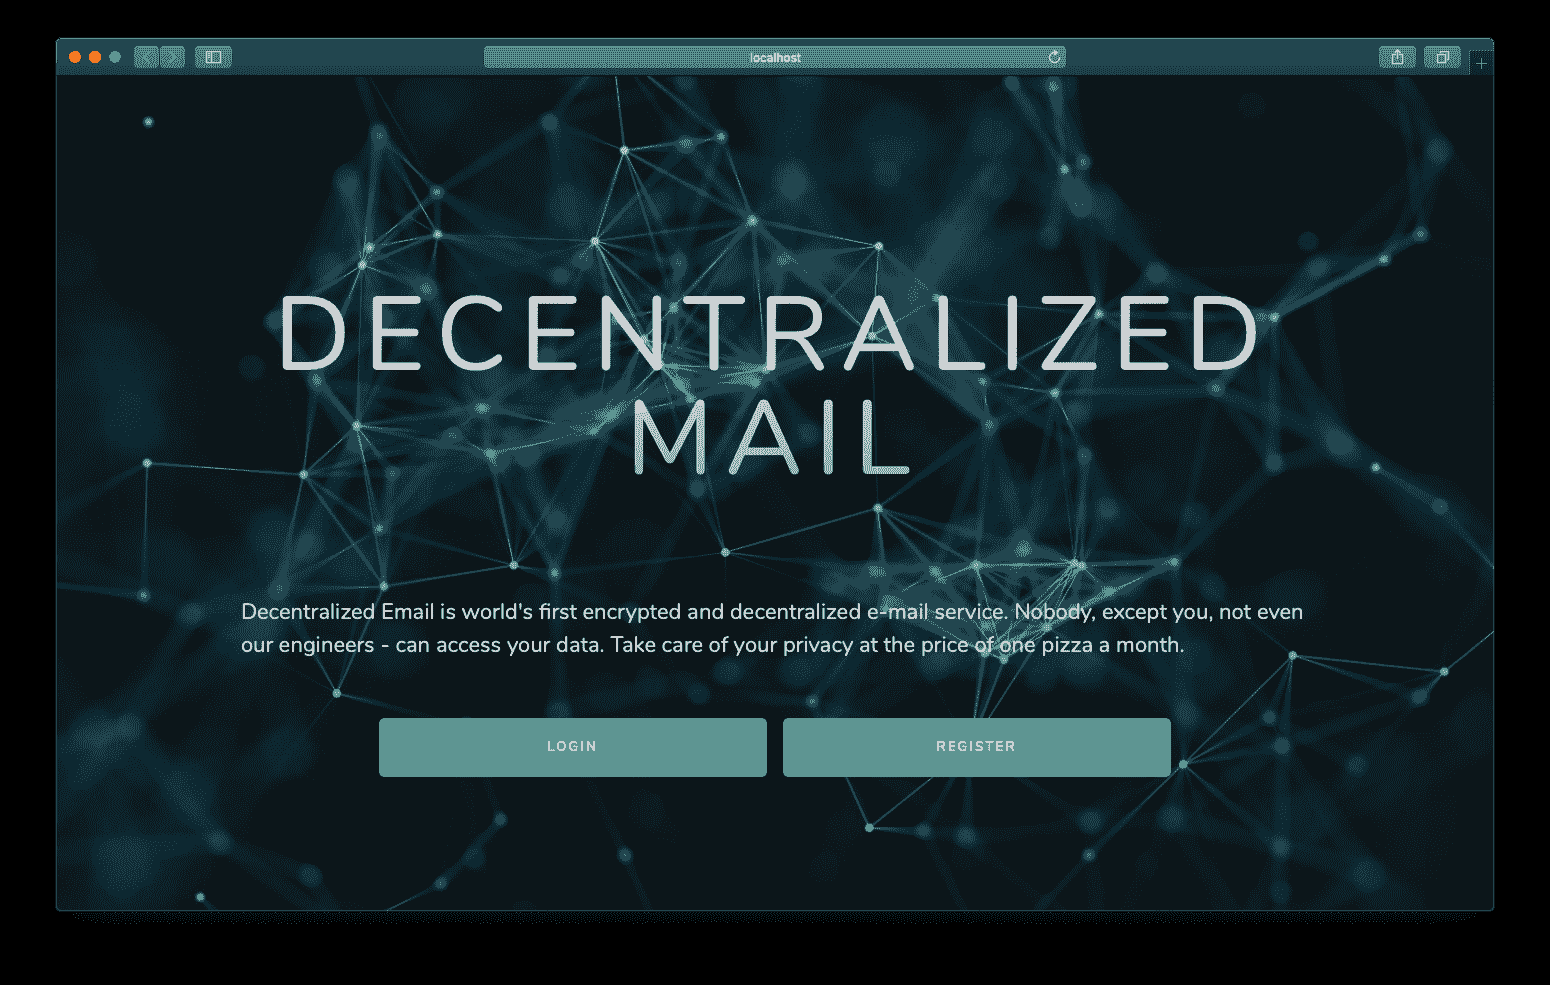 localhost
DECENTRALIZED
MAIL
Decentralized Email is world's first encrypted and decentralized e-mail service. Nobody, except you, not even
our engineers - can access your data. Take care of your privacy at the price of one pizza a month.
LOGIN
REGISTER